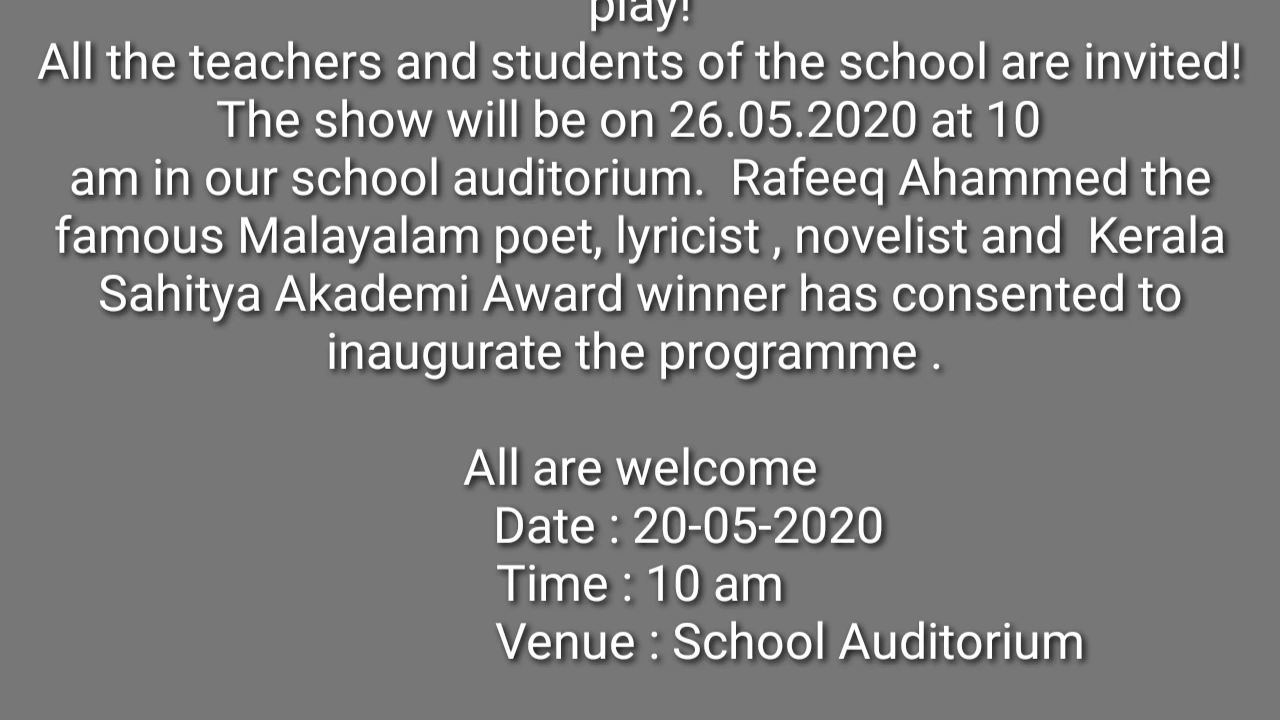 play!
All the teachers and students of the school are invited!
The show will be on 26.05.2020 at 10
am in our school auditorium.  Rafeeq Ahammed the
famous Malayalam poet, lyricist , novelist and  Kerala
Sahitya Akademi Award winner has consented to
inaugurate the programme .
All are welcome
Date : 20-05-2020
Time : 10 am
Venue : School Auditorium